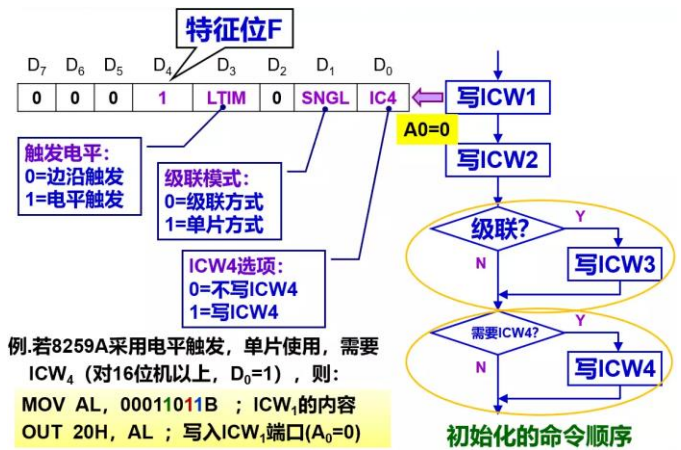 特征位F
D7 D6 D5 D4 D3 D2 D1 D0
0 0 0 1 LTIM 0 SNGL IC4
触发电平：
0=边沿触发
1=电平触发
级联模式：
0=级联方式
1=单片方式
ICW4选项：
0=不写ICW4
1=写ICW4
A0=0
写ICW1
写ICW2
级联？
Y
N
写ICW3
需要ICW4？
Y
N
写ICW4
初始化的命令顺序
例.若8259A采用电平触发，单片使用，需要
ICW4（对16位机以上，D0=1），则：
MOV AL，00011011B ；ICW1的内容
OUT 20H，AL ；写入ICW1端口(A0=0)